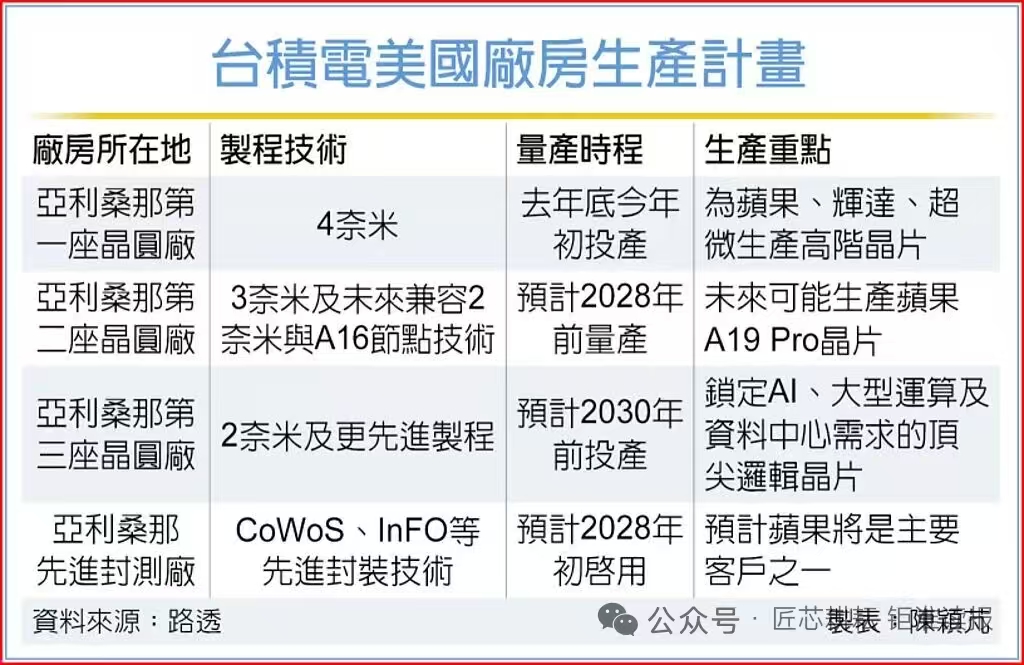 台積電美國廠房生產計畫
廠房所在地 製程技術 量產時程 生產重點
亞利桑那第
一座晶圓廠
4奈米
去年底今年
初投產
為蘋果、輝達、超
微生產高階晶片
亞利桑那第
二座晶圓廠
3奈米及未來兼容2
奈米與A16節點技術
預計2028年
前量產
未來可能生產蘋果
A19 Pro晶片
亞利桑那第
三座晶圓廠
2奈米及更先進製程
預計2030年
前投產
鎖定AI、大型運算及
資料中心需求的頂
尖邏輯晶片
亞利桑那
先進封測廠
CoWoS、InFO等
先進封裝技術
預計2028年
初啓用
預計蘋果將是主要
客戶之一
資料來源：路透
製表：陳穎芃
公众号 · 匠芯